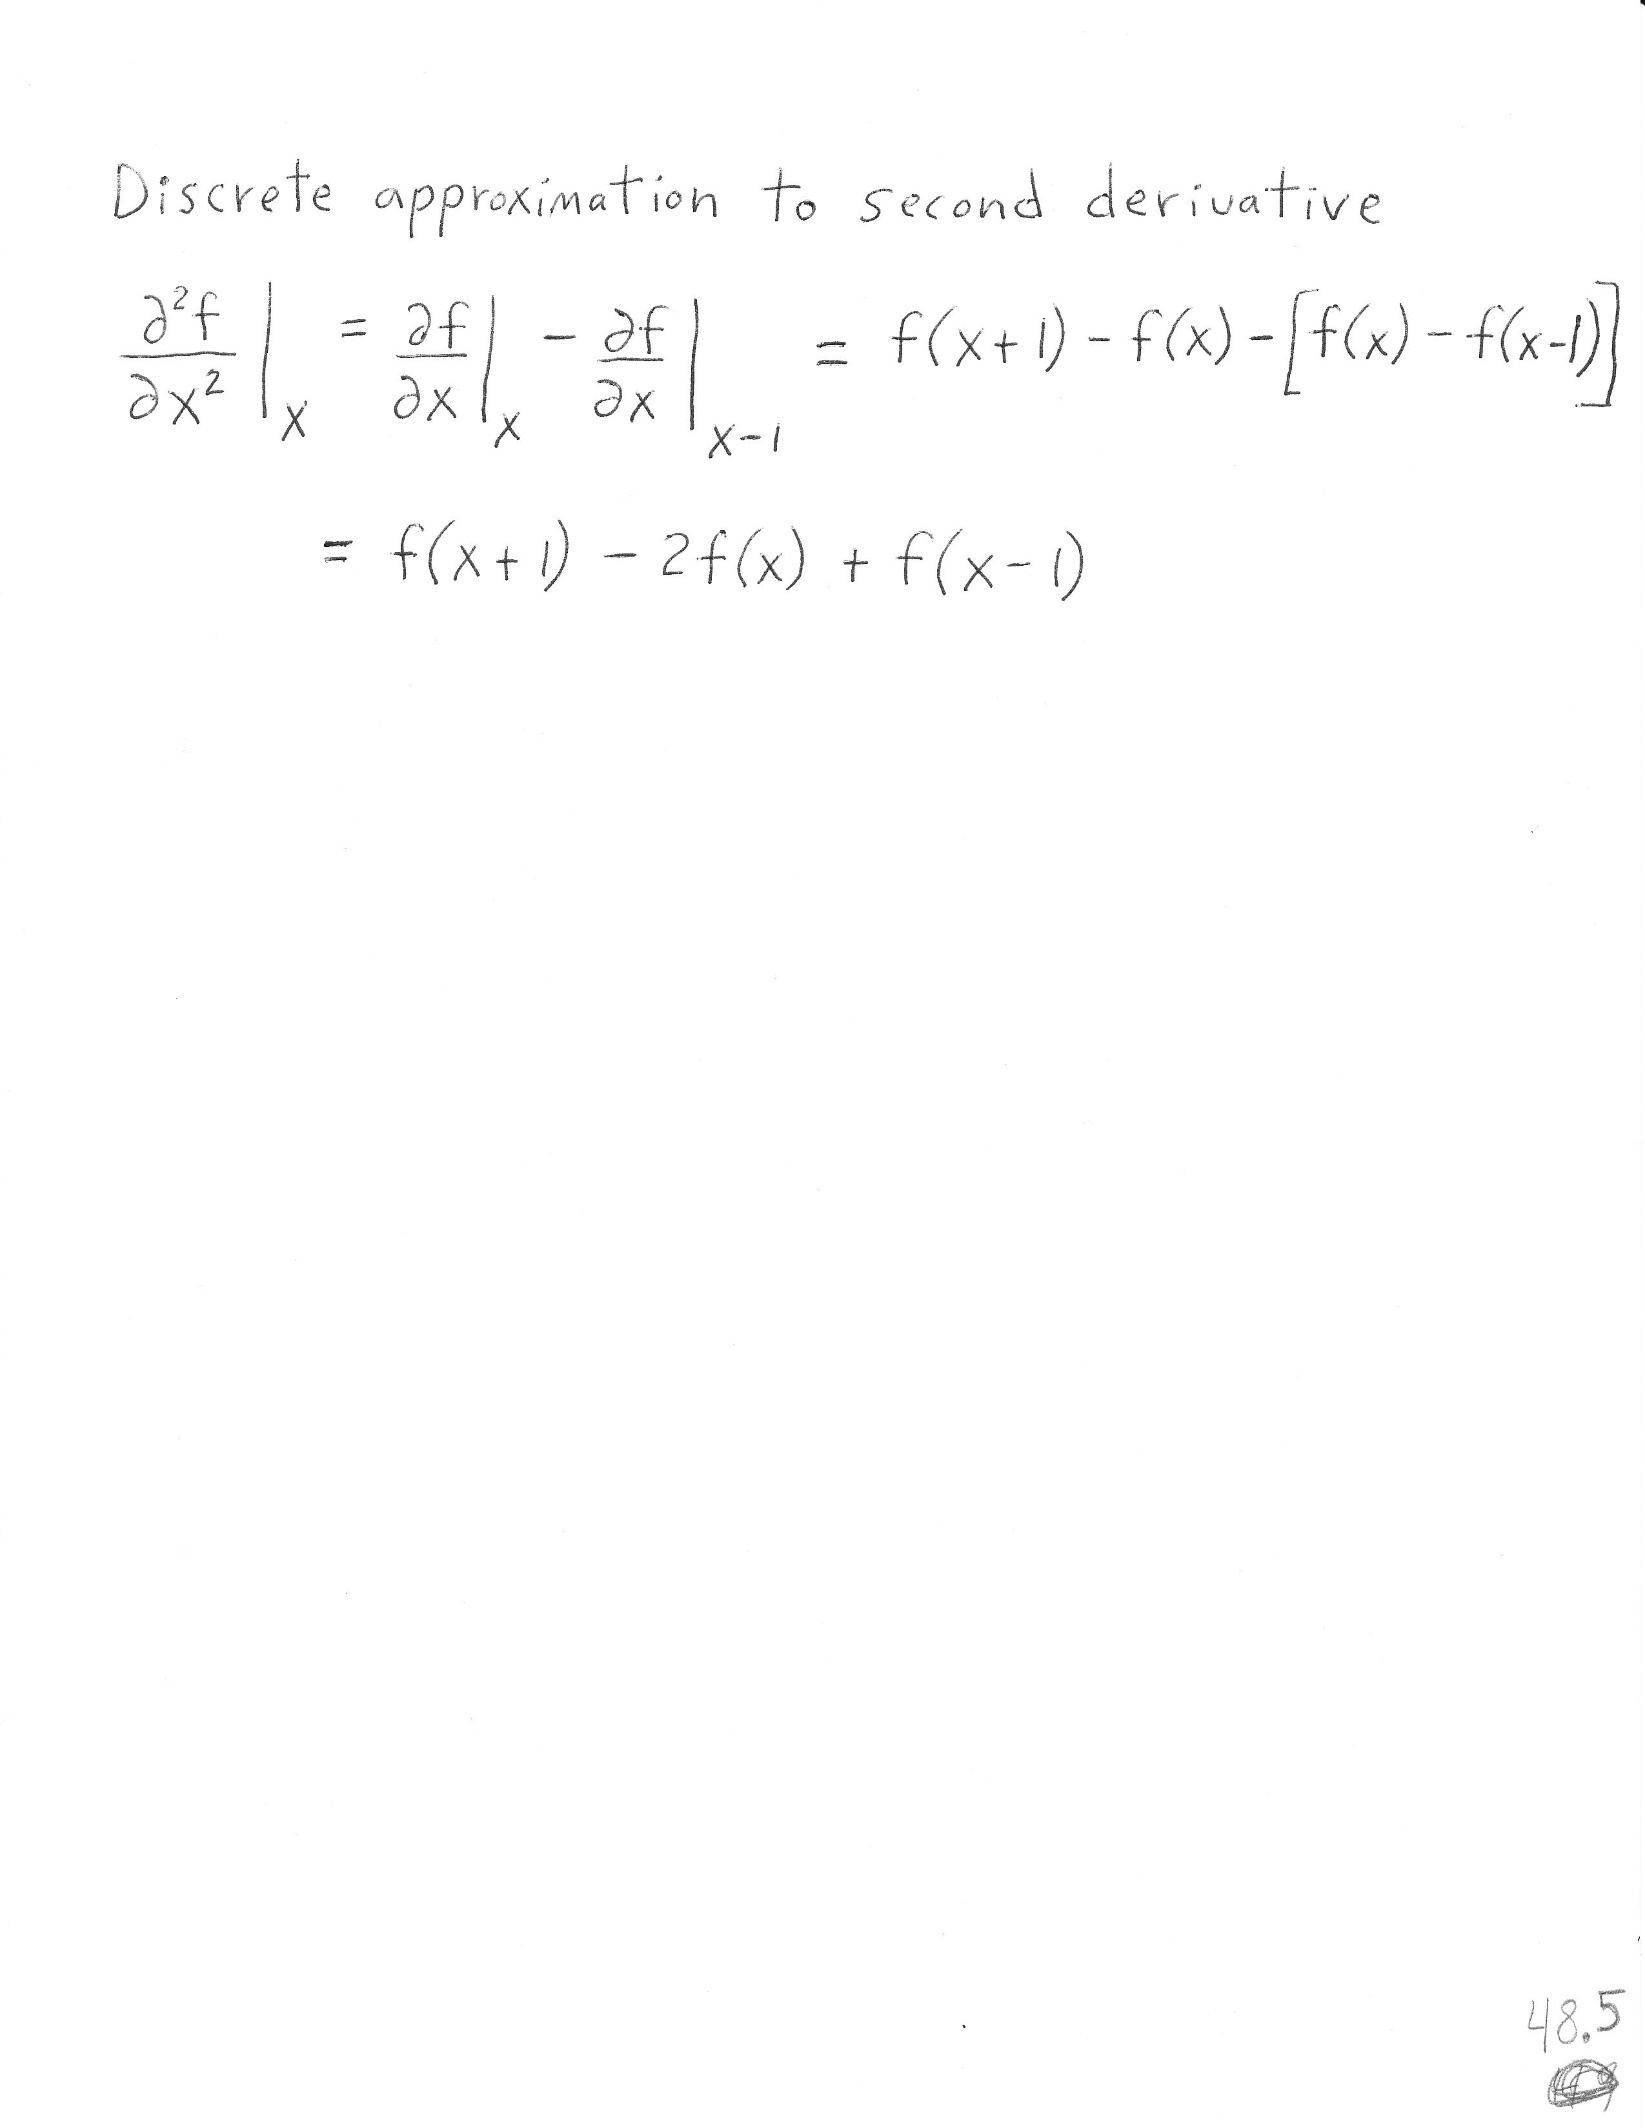 Discrete approximation to second derivative
∂²f/∂x² |ₓ = ∂f/∂x |ₓ - ∂f/∂x |ₓ₋₁ = f(x+1) - f(x) - [f(x) - f(x-1)]
= f(x+1) - 2f(x) + f(x-1)
48.5